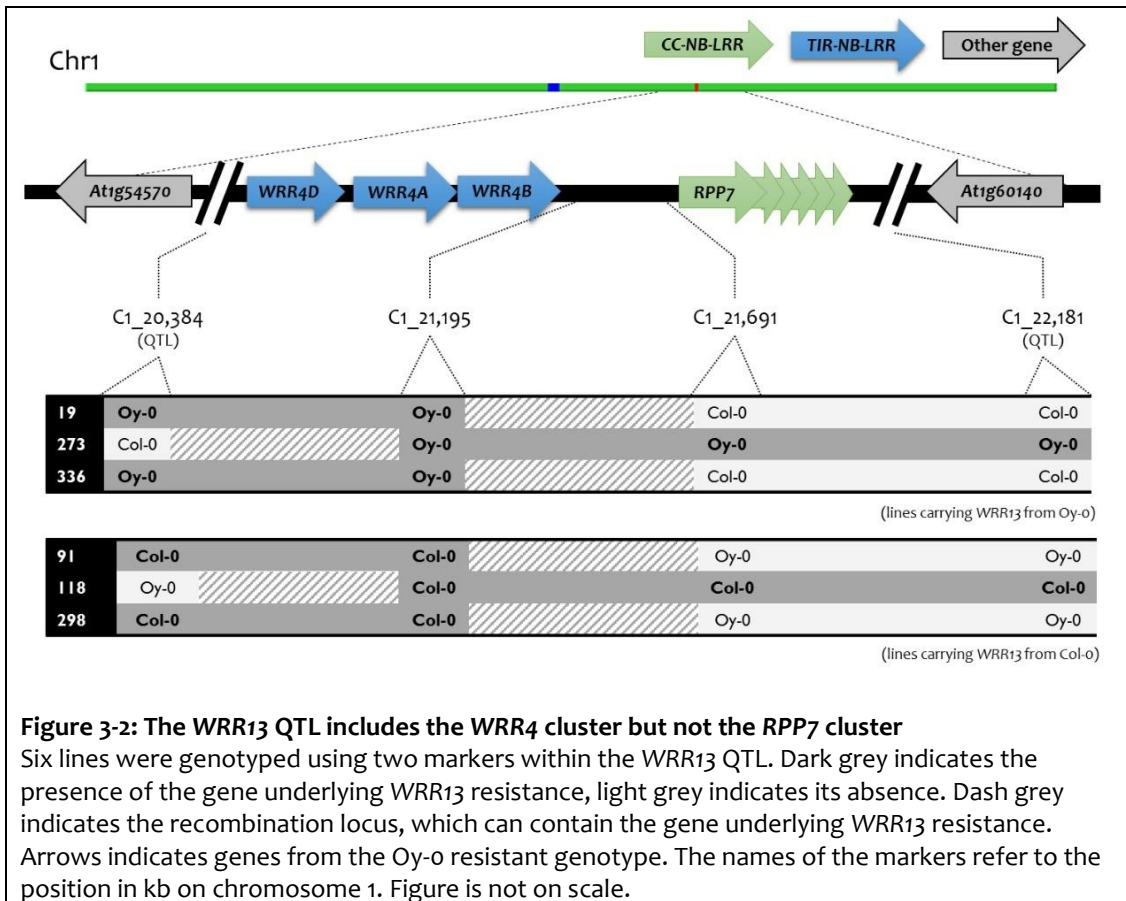 CC-NB-LRR TIR-NB-LRR Other gene
Chr1
At1g54570 WRR4D WRR4A WRR4B RPP7 At1g60140
C1_20,384 C1_21,195 C1_21,691 C1_22,181
(QTL) (QTL)
19 Oy-0 Oy-0 Col-0 Col-0
273 Col-0 Oy-0 Oy-0 Oy-0
336 Oy-0 Oy-0 Col-0 Col-0
(lines carrying WRR13 from Oy-0)
91 Col-0 Col-0 Oy-0 Oy-0
118 Oy-0 Col-0 Col-0 Col-0
298 Col-0 Col-0 Oy-0 Oy-0
(lines carrying WRR13 from Col-0)
Figure 3-2: The WRR13 QTL includes the WRR4 cluster but not the RPP7 cluster
Six lines were genotyped using two markers within the WRR13 QTL. Dark grey indicates the
presence of the gene underlying WRR13 resistance, light grey indicates its absence. Dash grey
indicates the recombination locus, which can contain the gene underlying WRR13 resistance.
Arrows indicates genes from the Oy-0 resistant genotype. The names of the markers refer to the
position in kb on chromosome 1. Figure is not on scale.